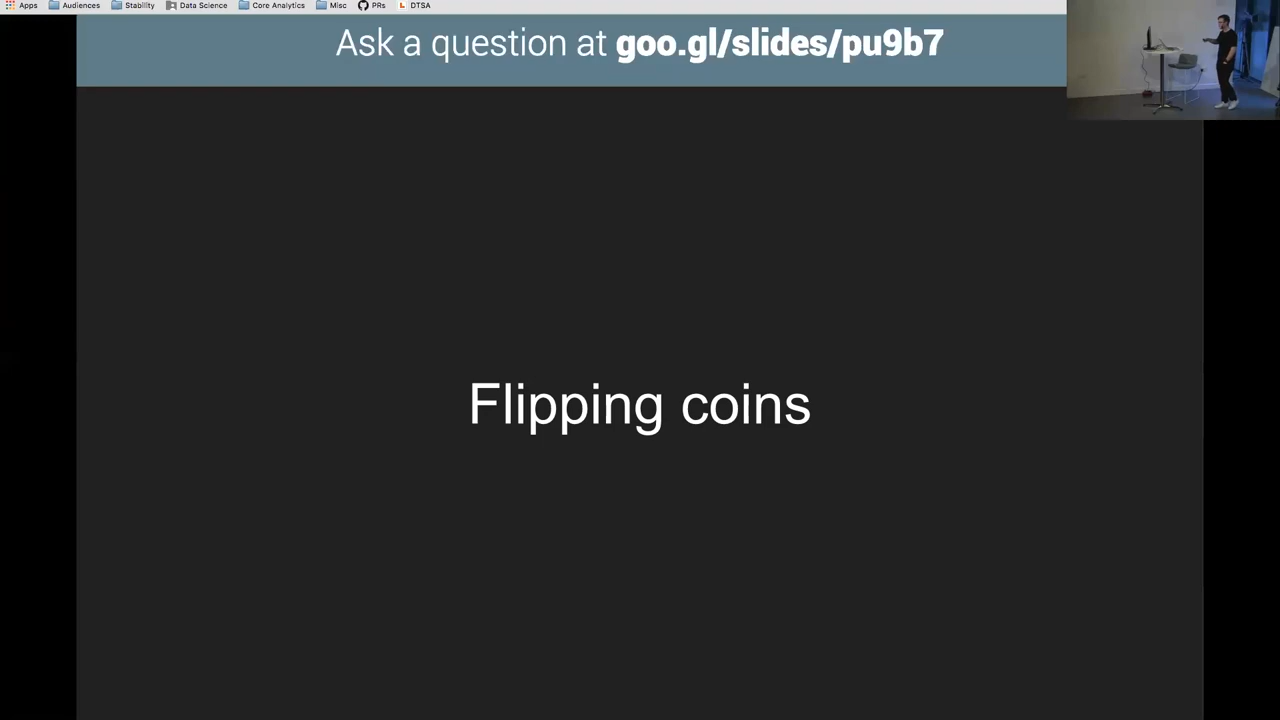 Apps Audiences Stability Data Science Core Analytics Misc PRs DTSA
Ask a question at goo.gl/slides/pu9b7
Flipping coins